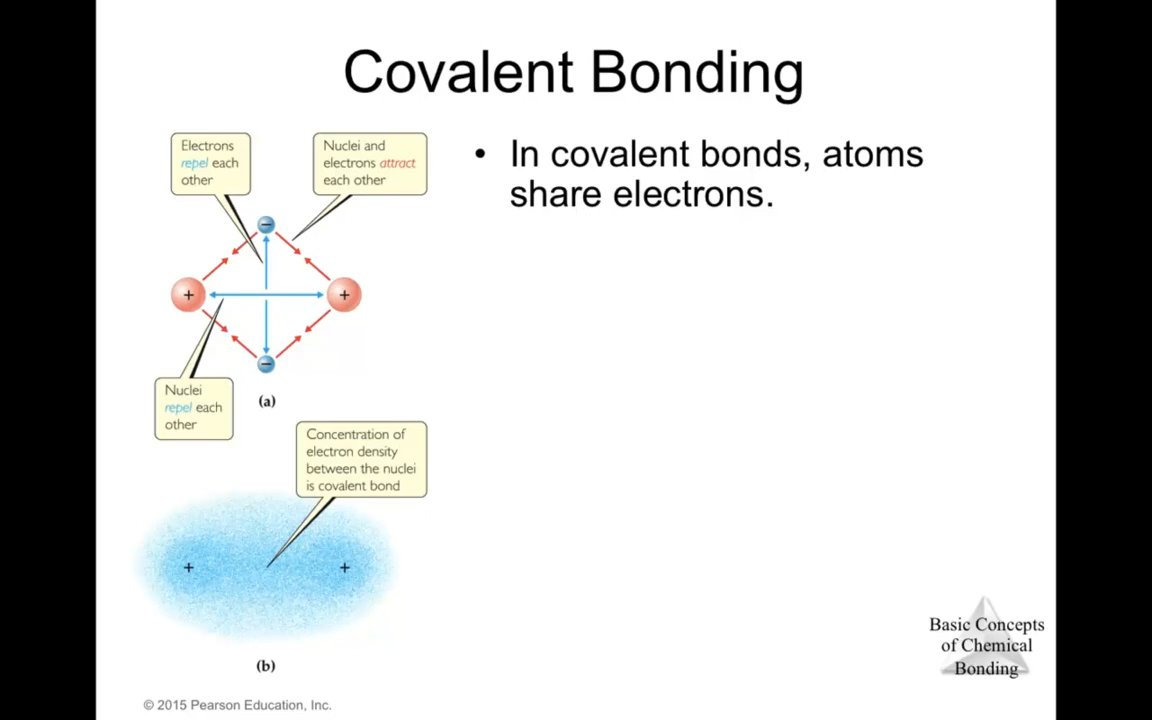 Covalent Bonding
Electrons
repel each
other
Nuclei and
electrons attract
each other
• In covalent bonds, atoms
share electrons.
−
+
+
−
Nuclei
repel each
other
(a)
Concentration of
electron density
between the nuclei
is covalent bond
+
+
(b)
Basic Concepts
of Chemical
Bonding
© 2015 Pearson Education, Inc.